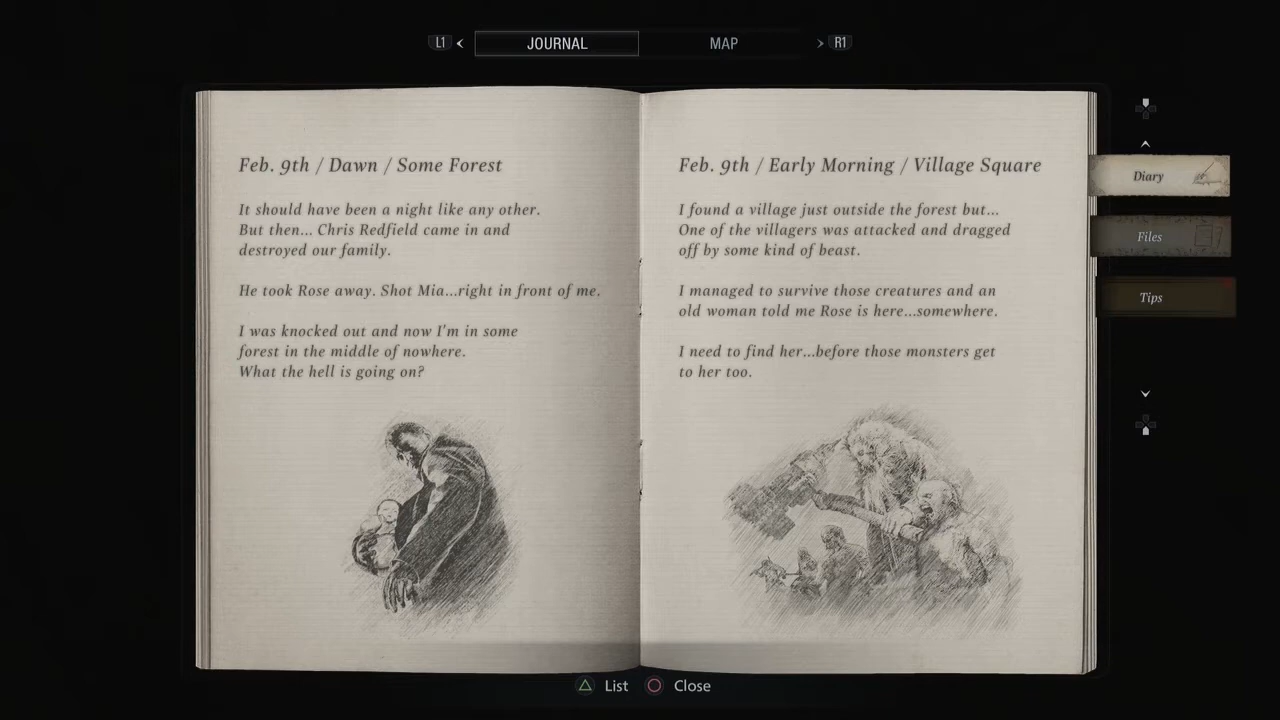 L1
JOURNAL
MAP
R1
Feb. 9th / Dawn / Some Forest
It should have been a night like any other.
But then... Chris Redfield came in and
destroyed our family.
He took Rose away. Shot Mia...right in front of me.
I was knocked out and now I'm in some
forest in the middle of nowhere.
What the hell is going on?
Feb. 9th / Early Morning / Village Square
I found a village just outside the forest but...
One of the villagers was attacked and dragged
off by some kind of beast.
I managed to survive those creatures and an
old woman told me Rose is here...somewhere.
I need to find her...before those monsters get
to her too.
Diary
Files
Tips
List
Close